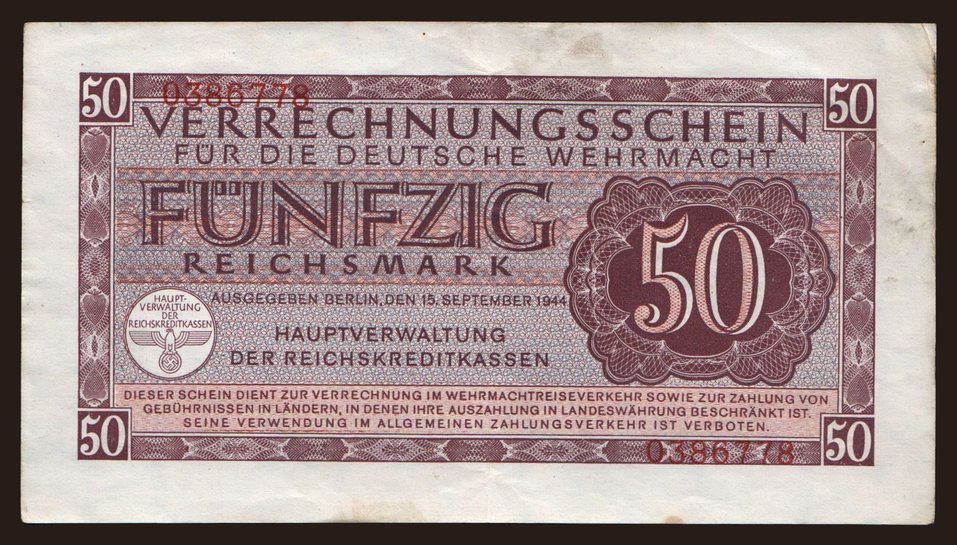 50
50
0386778
VERRECHNUNGSSCHEIN
FÜR DIE DEUTSCHE WEHRMACHT
FÜNFZIG
REICHSMARK
50
AUSGEGEBEN BERLIN, DEN 15. SEPTEMBER 1944
HAUPT-
VERWALTUNG
DER
REICHSKREDITKASSEN
HAUPTVERWALTUNG
DER REICHSKREDITKASSEN
DIESER SCHEIN DIENT ZUR VERRECHNUNG IM WEHRMACHTREISEVERKEHR SOWIE ZUR ZAHLUNG VON
GEBÜHRNISSEN IN LÄNDERN, IN DENEN IHRE AUSZAHLUNG IN LANDESWÄHRUNG BESCHRÄNKT IST.
SEINE VERWENDUNG IM ALLGEMEINEN ZAHLUNGSVERKEHR IST VERBOTEN.
50
50
0386778